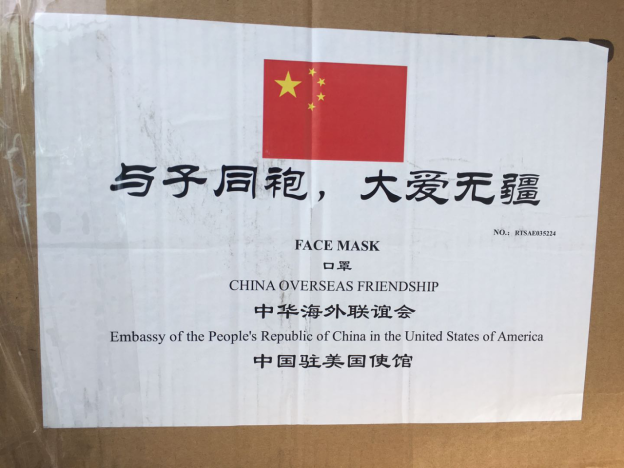 与子同袍，大爱无疆
NO.: RTSAE035224
FACE MASK
口罩
CHINA OVERSEAS FRIENDSHIP
中华海外联谊会
Embassy of the People's Republic of China in the United States of America
中国驻美国使馆